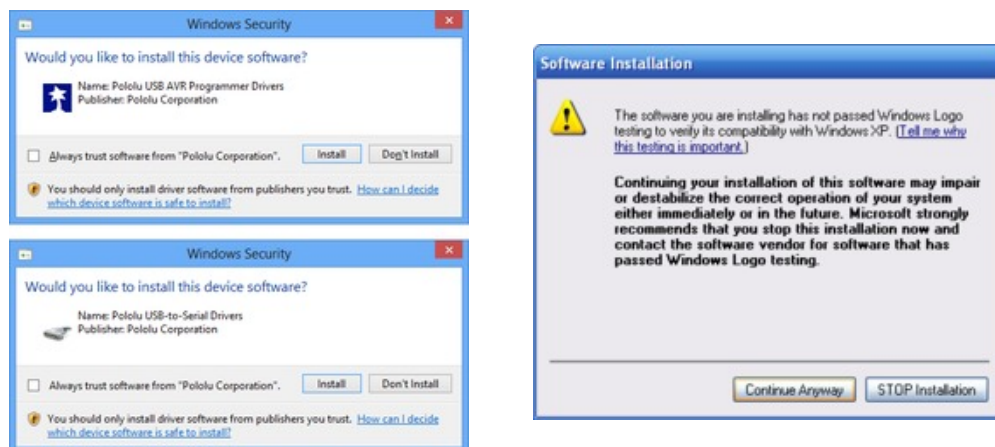 Windows Security
Would you like to install this device software?
Name: Pololu USB AVR Programmer Drivers
Publisher: Pololu Corporation
Always trust software from "Pololu Corporation".
Install
Don't Install
You should only install driver software from publishers you trust. How can I decide
which device software is safe to install?
Windows Security
Would you like to install this device software?
Name: Pololu USB-to-Serial Drivers
Publisher: Pololu Corporation
Always trust software from "Pololu Corporation".
Install
Don't Install
You should only install driver software from publishers you trust. How can I decide
which device software is safe to install?
Software Installation
The software you are installing has not passed Windows Logo
testing to verify its compatibility with Windows XP. (Tell me why
this testing is important.)
Continuing your installation of this software may impair
or destabilize the correct operation of your system
either immediately or in the future. Microsoft strongly
recommends that you stop this installation now and
contact the software vendor for software that has
passed Windows Logo testing.
Continue Anyway
STOP Installation